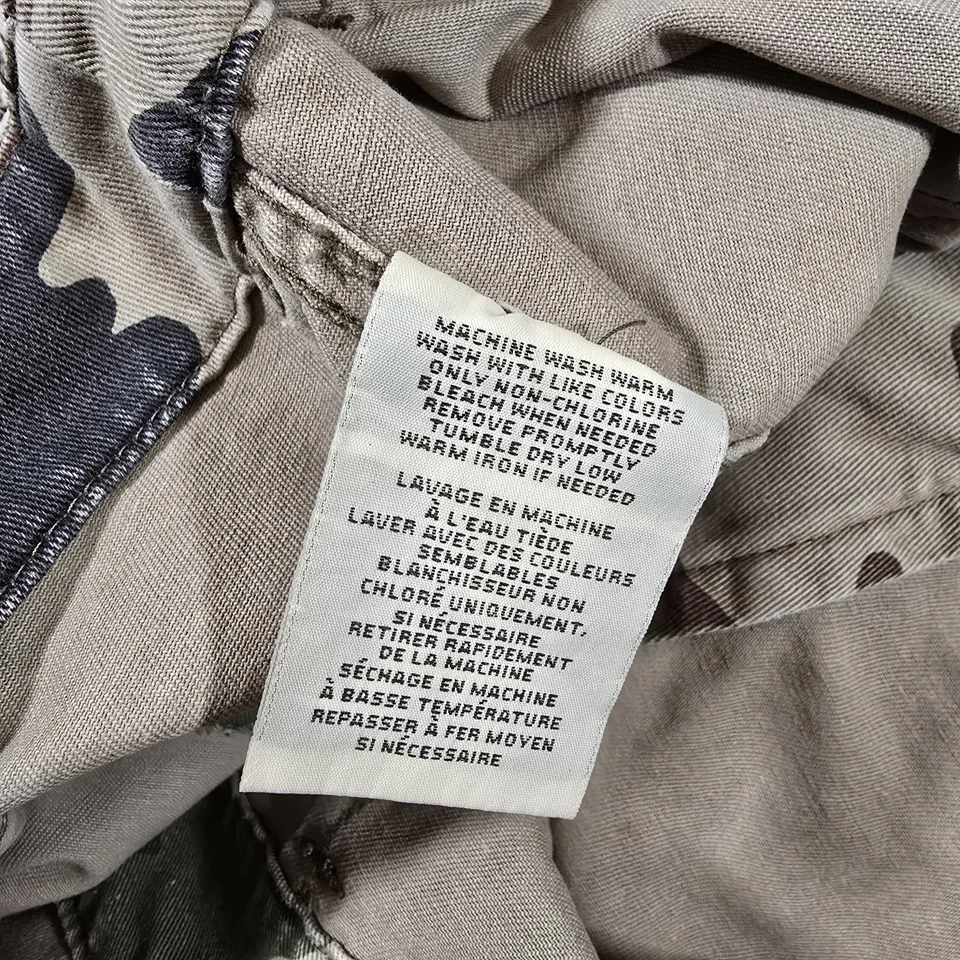 MACHINE WASH WARM
WASH WITH LIKE COLORS
ONLY NON-CHLORINE
BLEACH WHEN NEEDED
REMOVE PROMPTLY
TUMBLE DRY LOW
WARM IRON IF NEEDED
LAVAGE EN MACHINE
À L'EAU TIÈDE
LAVER AVEC DES COULEURS
SEMBLABLES
BLANCHISSEUR NON
CHLORÉ UNIQUEMENT,
SI NÉCESSAIRE
RETIRER RAPIDEMENT
DE LA MACHINE
SÉCHAGE EN MACHINE
À BASSE TEMPÉRATURE
REPASSER À FER MOYEN
SI NÉCESSAIRE